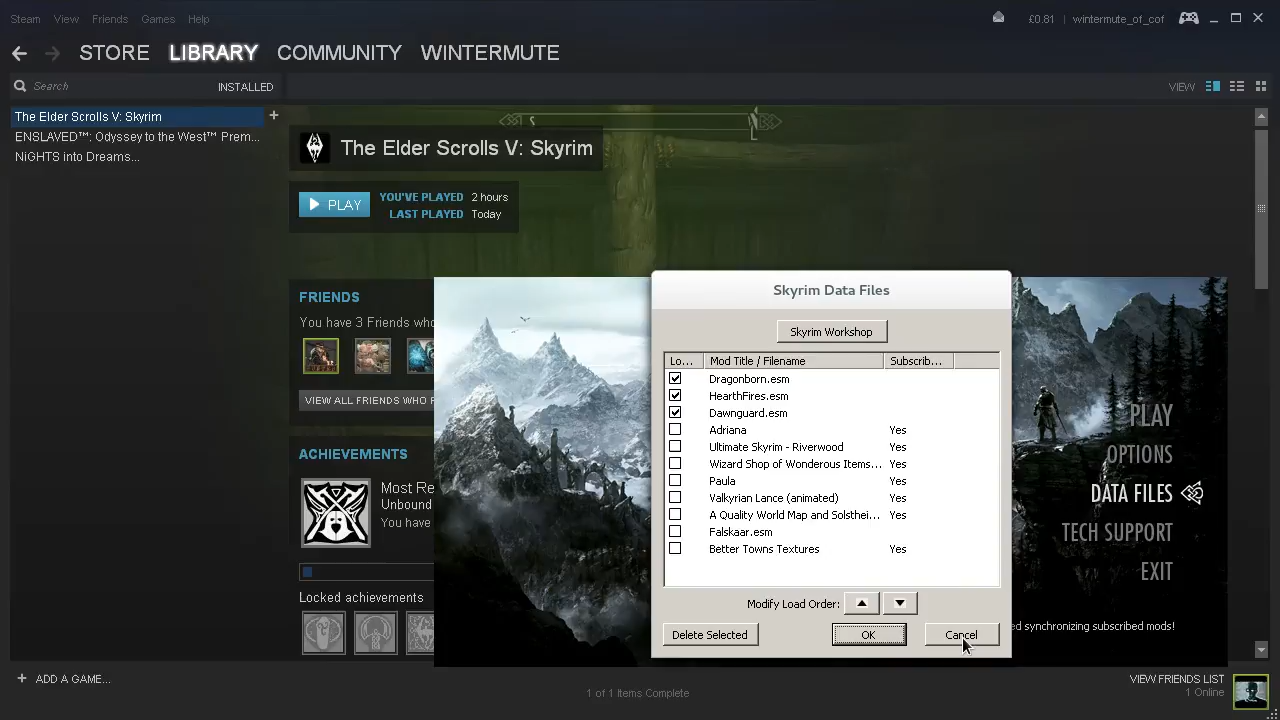 Steam View Friends Games Help
£0.81 wintermute_of_cof
STORE LIBRARY COMMUNITY WINTERMUTE
Search INSTALLED
VIEW
The Elder Scrolls V: Skyrim
ENSLAVED™: Odyssey to the West™ Prem...
NiGHTS into Dreams...
The Elder Scrolls V: Skyrim
PLAY
YOU'VE PLAYED 2 hours
LAST PLAYED Today
FRIENDS
You have 3 Friends who
VIEW ALL FRIENDS WHO
ACHIEVEMENTS
Most Re
Unbound
You have
Locked achievements
Skyrim Data Files
Skyrim Workshop
Lo... Mod Title / Filename Subscrib...
Dragonborn.esm
HearthFires.esm
Dawnguard.esm
Adriana Yes
Ultimate Skyrim - Riverwood Yes
Wizard Shop of Wonderous Items... Yes
Paula Yes
Valkyrian Lance (animated) Yes
A Quality World Map and Solsthei... Yes
Falskaar.esm
Better Towns Textures Yes
Modify Load Order:
Delete Selected OK Cancel
PLAY
OPTIONS
DATA FILES
TECH SUPPORT
EXIT
ed synchronizing subscribed mods!
+ ADD A GAME...
1 of 1 Items Complete
VIEW FRIENDS LIST
1 Online